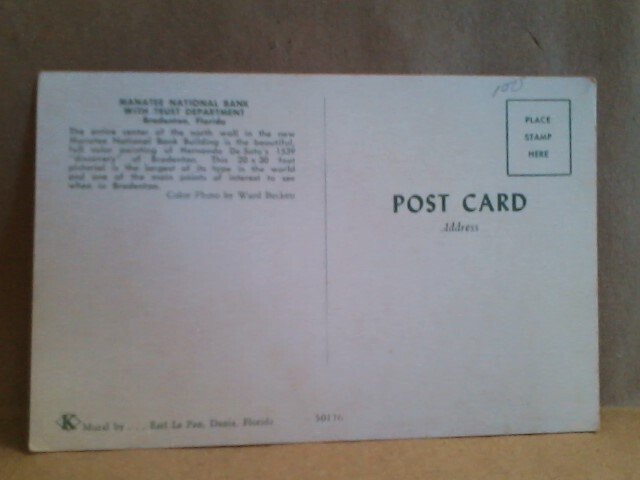 MANATEE NATIONAL BANK
WITH TRUST DEPARTMENT
Bradenton, Florida
The entire center of the north wall in the new
Manatee National Bank Building is the beautiful,
full color painting of Hernando De Soto's 1539
"discovery" of Bradenton. This 20 x 30 foot
pictorial is the largest of its type in the world
and one of the main points of interest to see
when in Bradenton.
Color Photo by Ward Beckett
100
PLACE
STAMP
HERE
POST CARD
Address
K Mural by . . . Earl La Pan, Dania, Florida